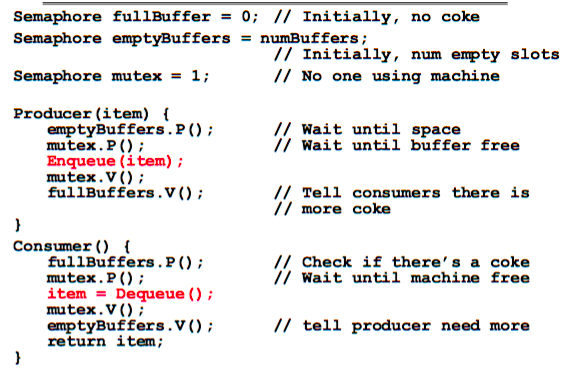 Semaphore fullBuffer = 0; // Initially, no coke
Semaphore emptyBuffers = numBuffers;
// Initially, num empty slots
Semaphore mutex = 1; // No one using machine
Producer(item) {
emptyBuffers.P(); // Wait until space
mutex.P(); // Wait until buffer free
Enqueue(item);
mutex.V();
fullBuffers.V(); // Tell consumers there is
// more coke
}
Consumer() {
fullBuffers.P(); // Check if there's a coke
mutex.P(); // Wait until machine free
item = Dequeue();
mutex.V();
emptyBuffers.V(); // tell producer need more
return item;
}